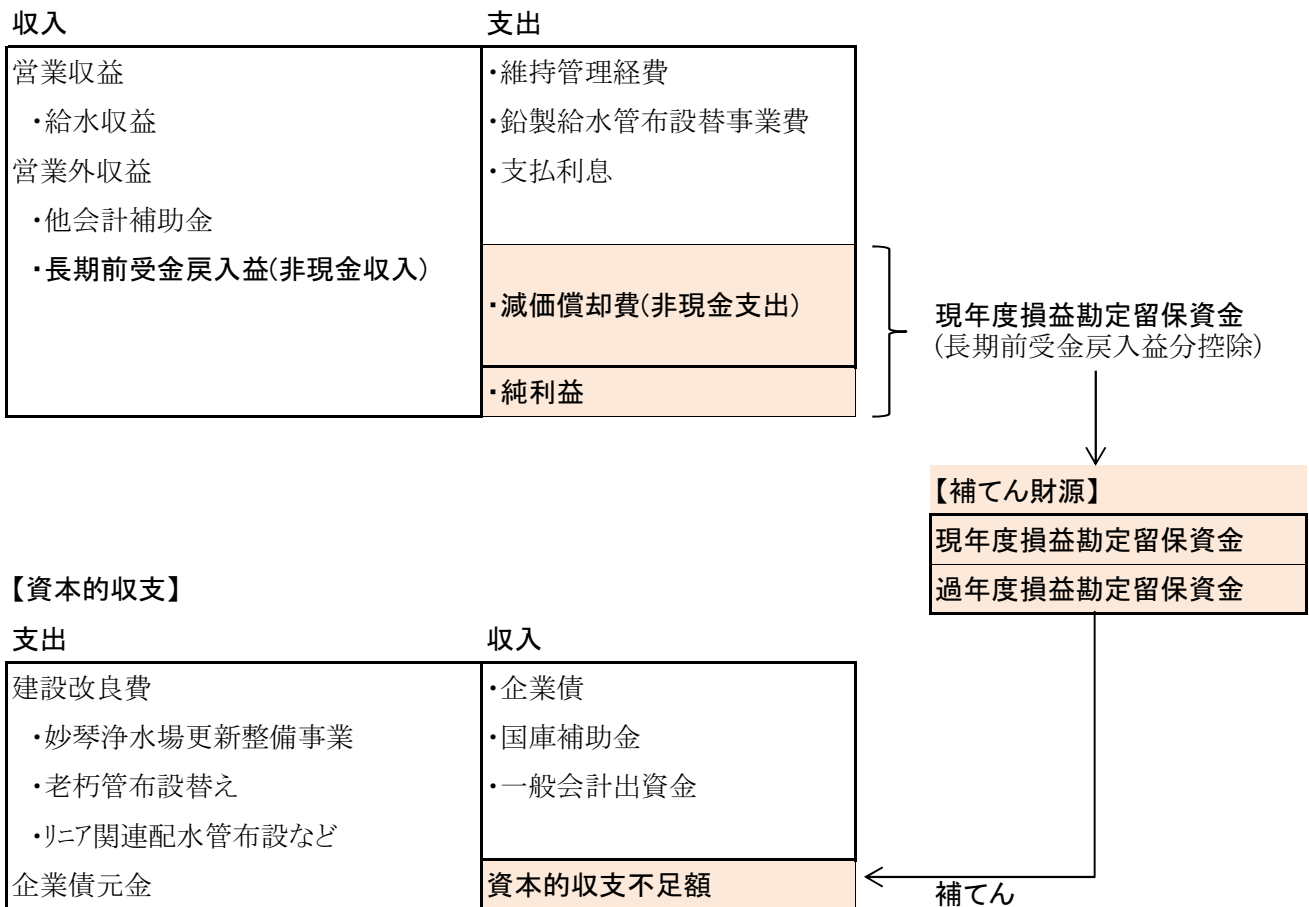 収入
支出
営業収益
・給水収益
営業外収益
・他会計補助金
・長期前受金戻入益(非現金収入)
・維持管理経費
・鉛製給水管布設替事業費
・支払利息
・減価償却費(非現金支出)
・純利益
現年度損益勘定留保資金
(長期前受金戻入益分控除)
【補てん財源】
現年度損益勘定留保資金
過年度損益勘定留保資金
【資本的収支】
支出
収入
建設改良費
・妙琴浄水場更新整備事業
・老朽管布設替え
・リニア関連配水管布設など
企業債元金
・企業債
・国庫補助金
・一般会計出資金
資本的収支不足額
補てん